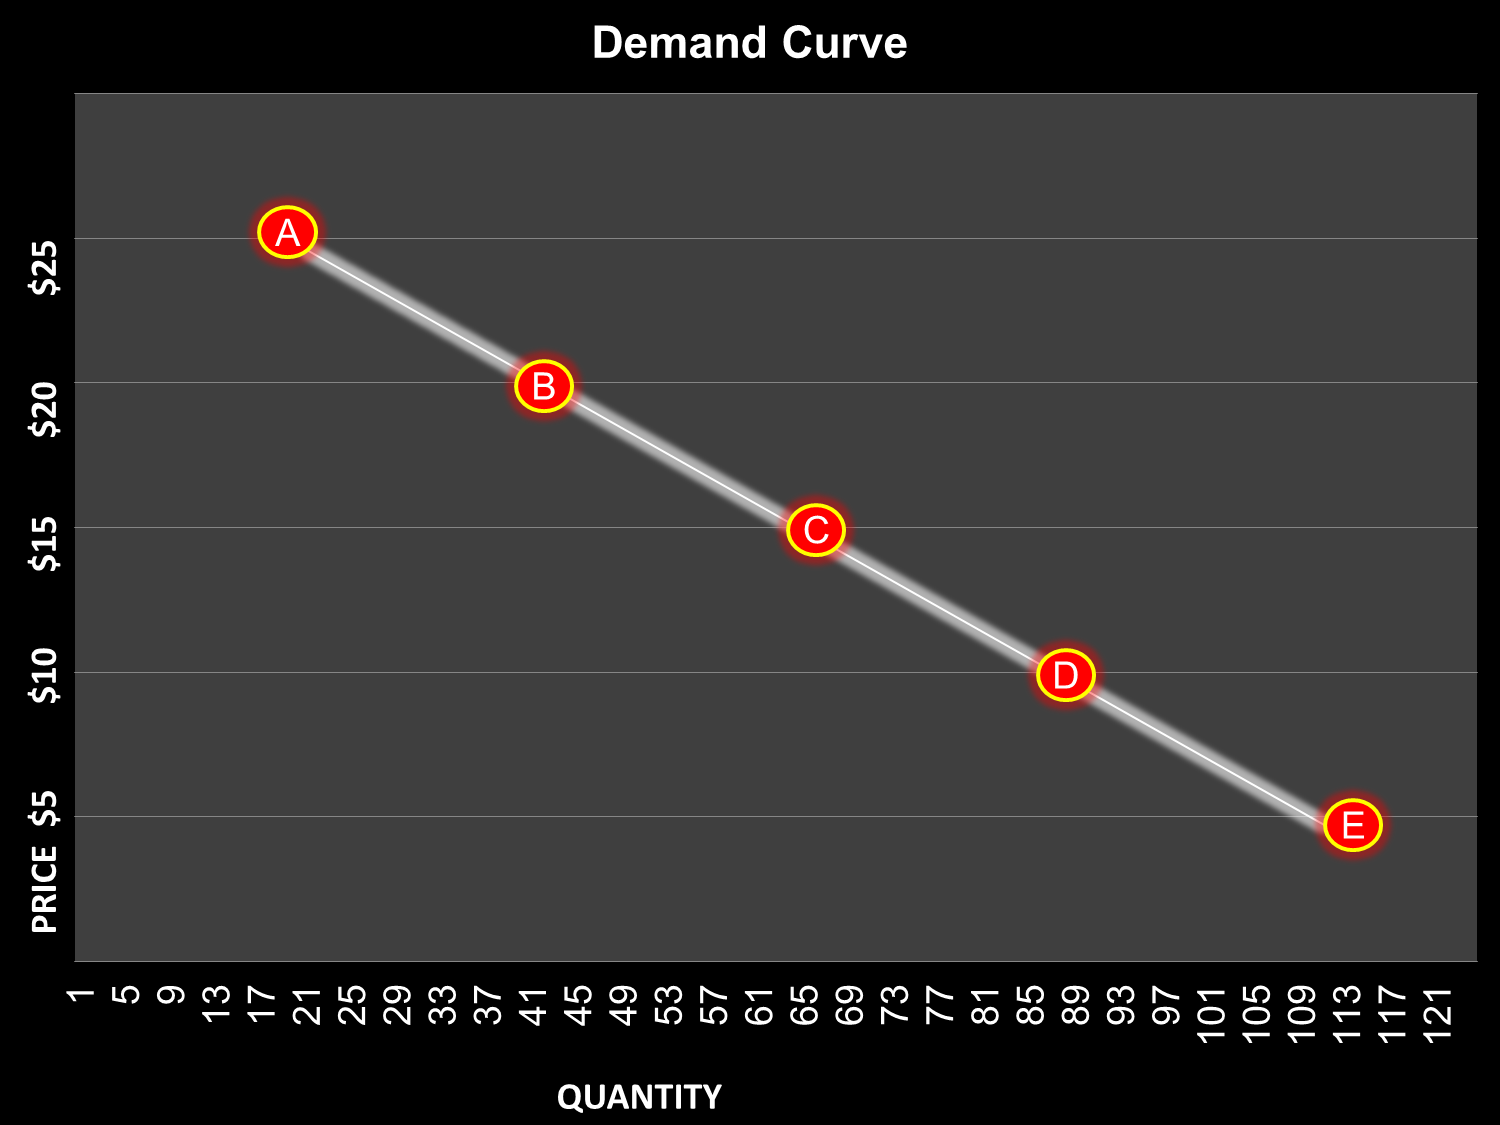 Demand Curve
$25
$20
$15
$10
PRICE $5
A
B
C
D
E
1 5 9 13 17 21 25 29 33 37 41 45 49 53 57 61 65 69 73 77 81 85 89 93 97 101 105 109 113 117 121
QUANTITY